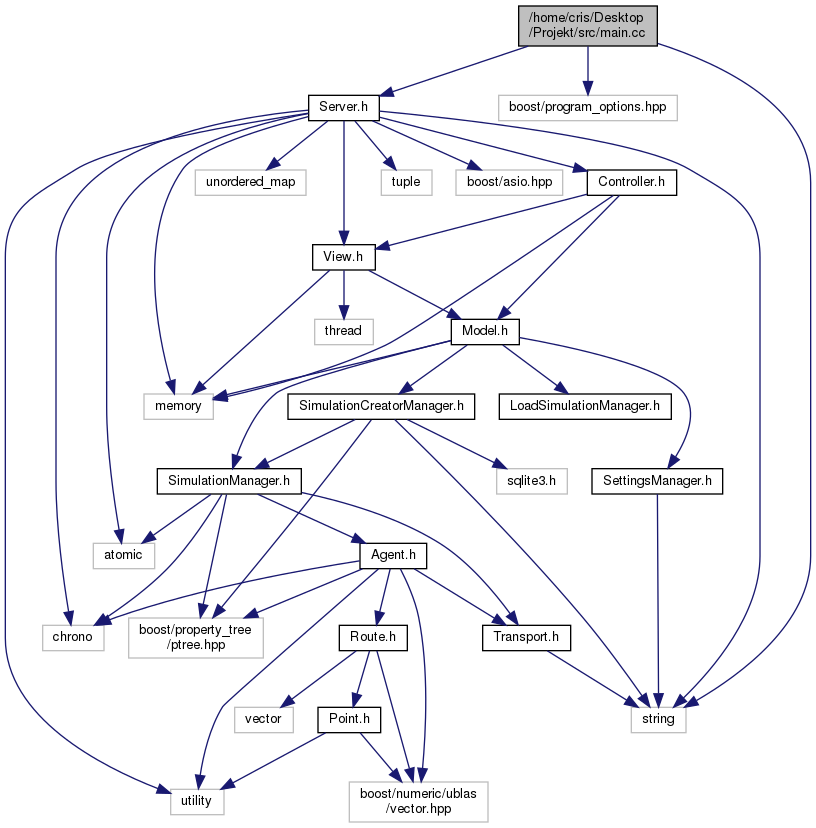 /home/cris/Desktop
/Projekt/src/main.cc
Server.h
boost/program_options.hpp
unordered_map
tuple
boost/asio.hpp
Controller.h
View.h
thread
Model.h
memory
SimulationCreatorManager.h
LoadSimulationManager.h
SimulationManager.h
sqlite3.h
SettingsManager.h
atomic
Agent.h
chrono
boost/property_tree
/ptree.hpp
Route.h
Transport.h
vector
Point.h
string
utility
boost/numeric/ublas
/vector.hpp